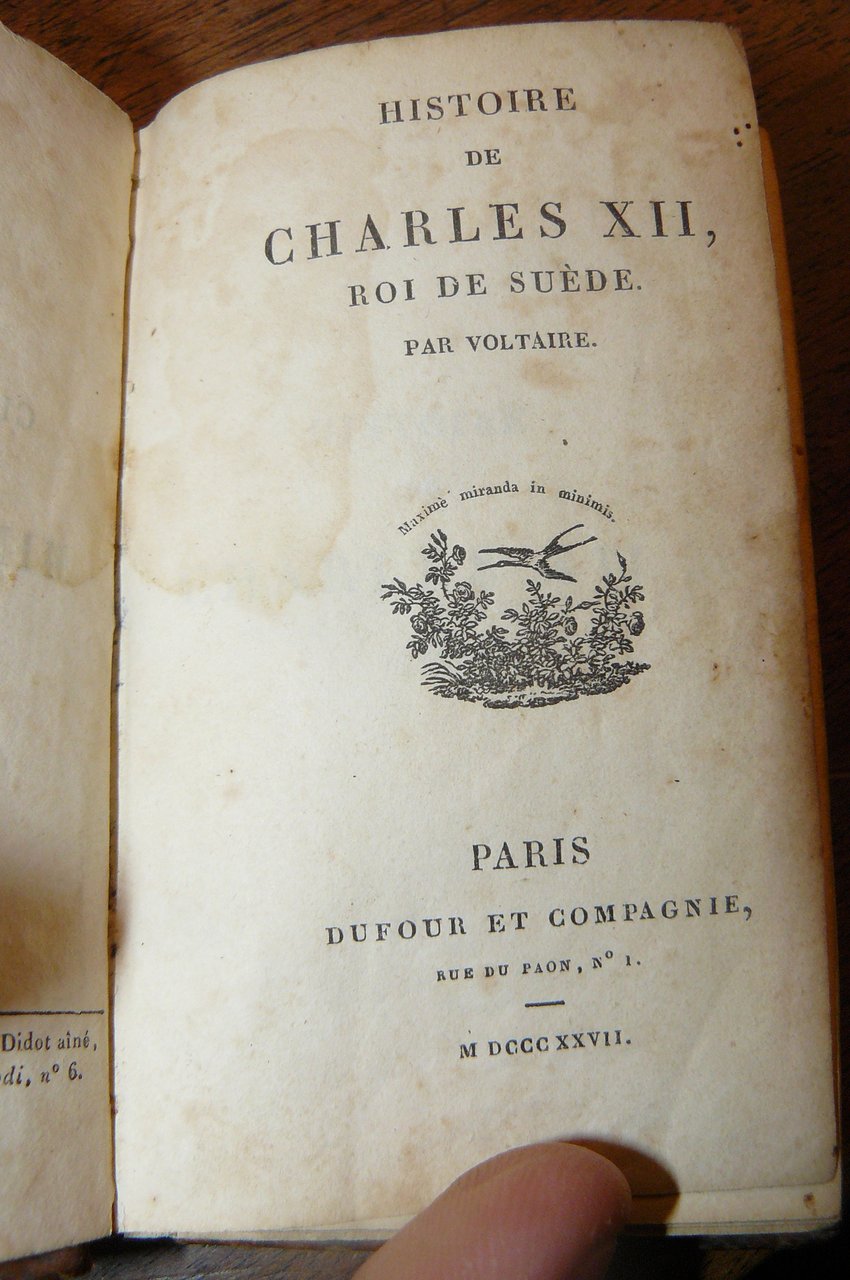 Didot aîné,
di, nº 6.
HISTOIRE
DE
CHARLES XII,
ROI DE SUÈDE.
PAR VOLTAIRE.
Maximè miranda in minimis.
PARIS
DUFOUR ET COMPAGNIE,
RUE DU PAON, Nº 1.
M DCCC XXVII.